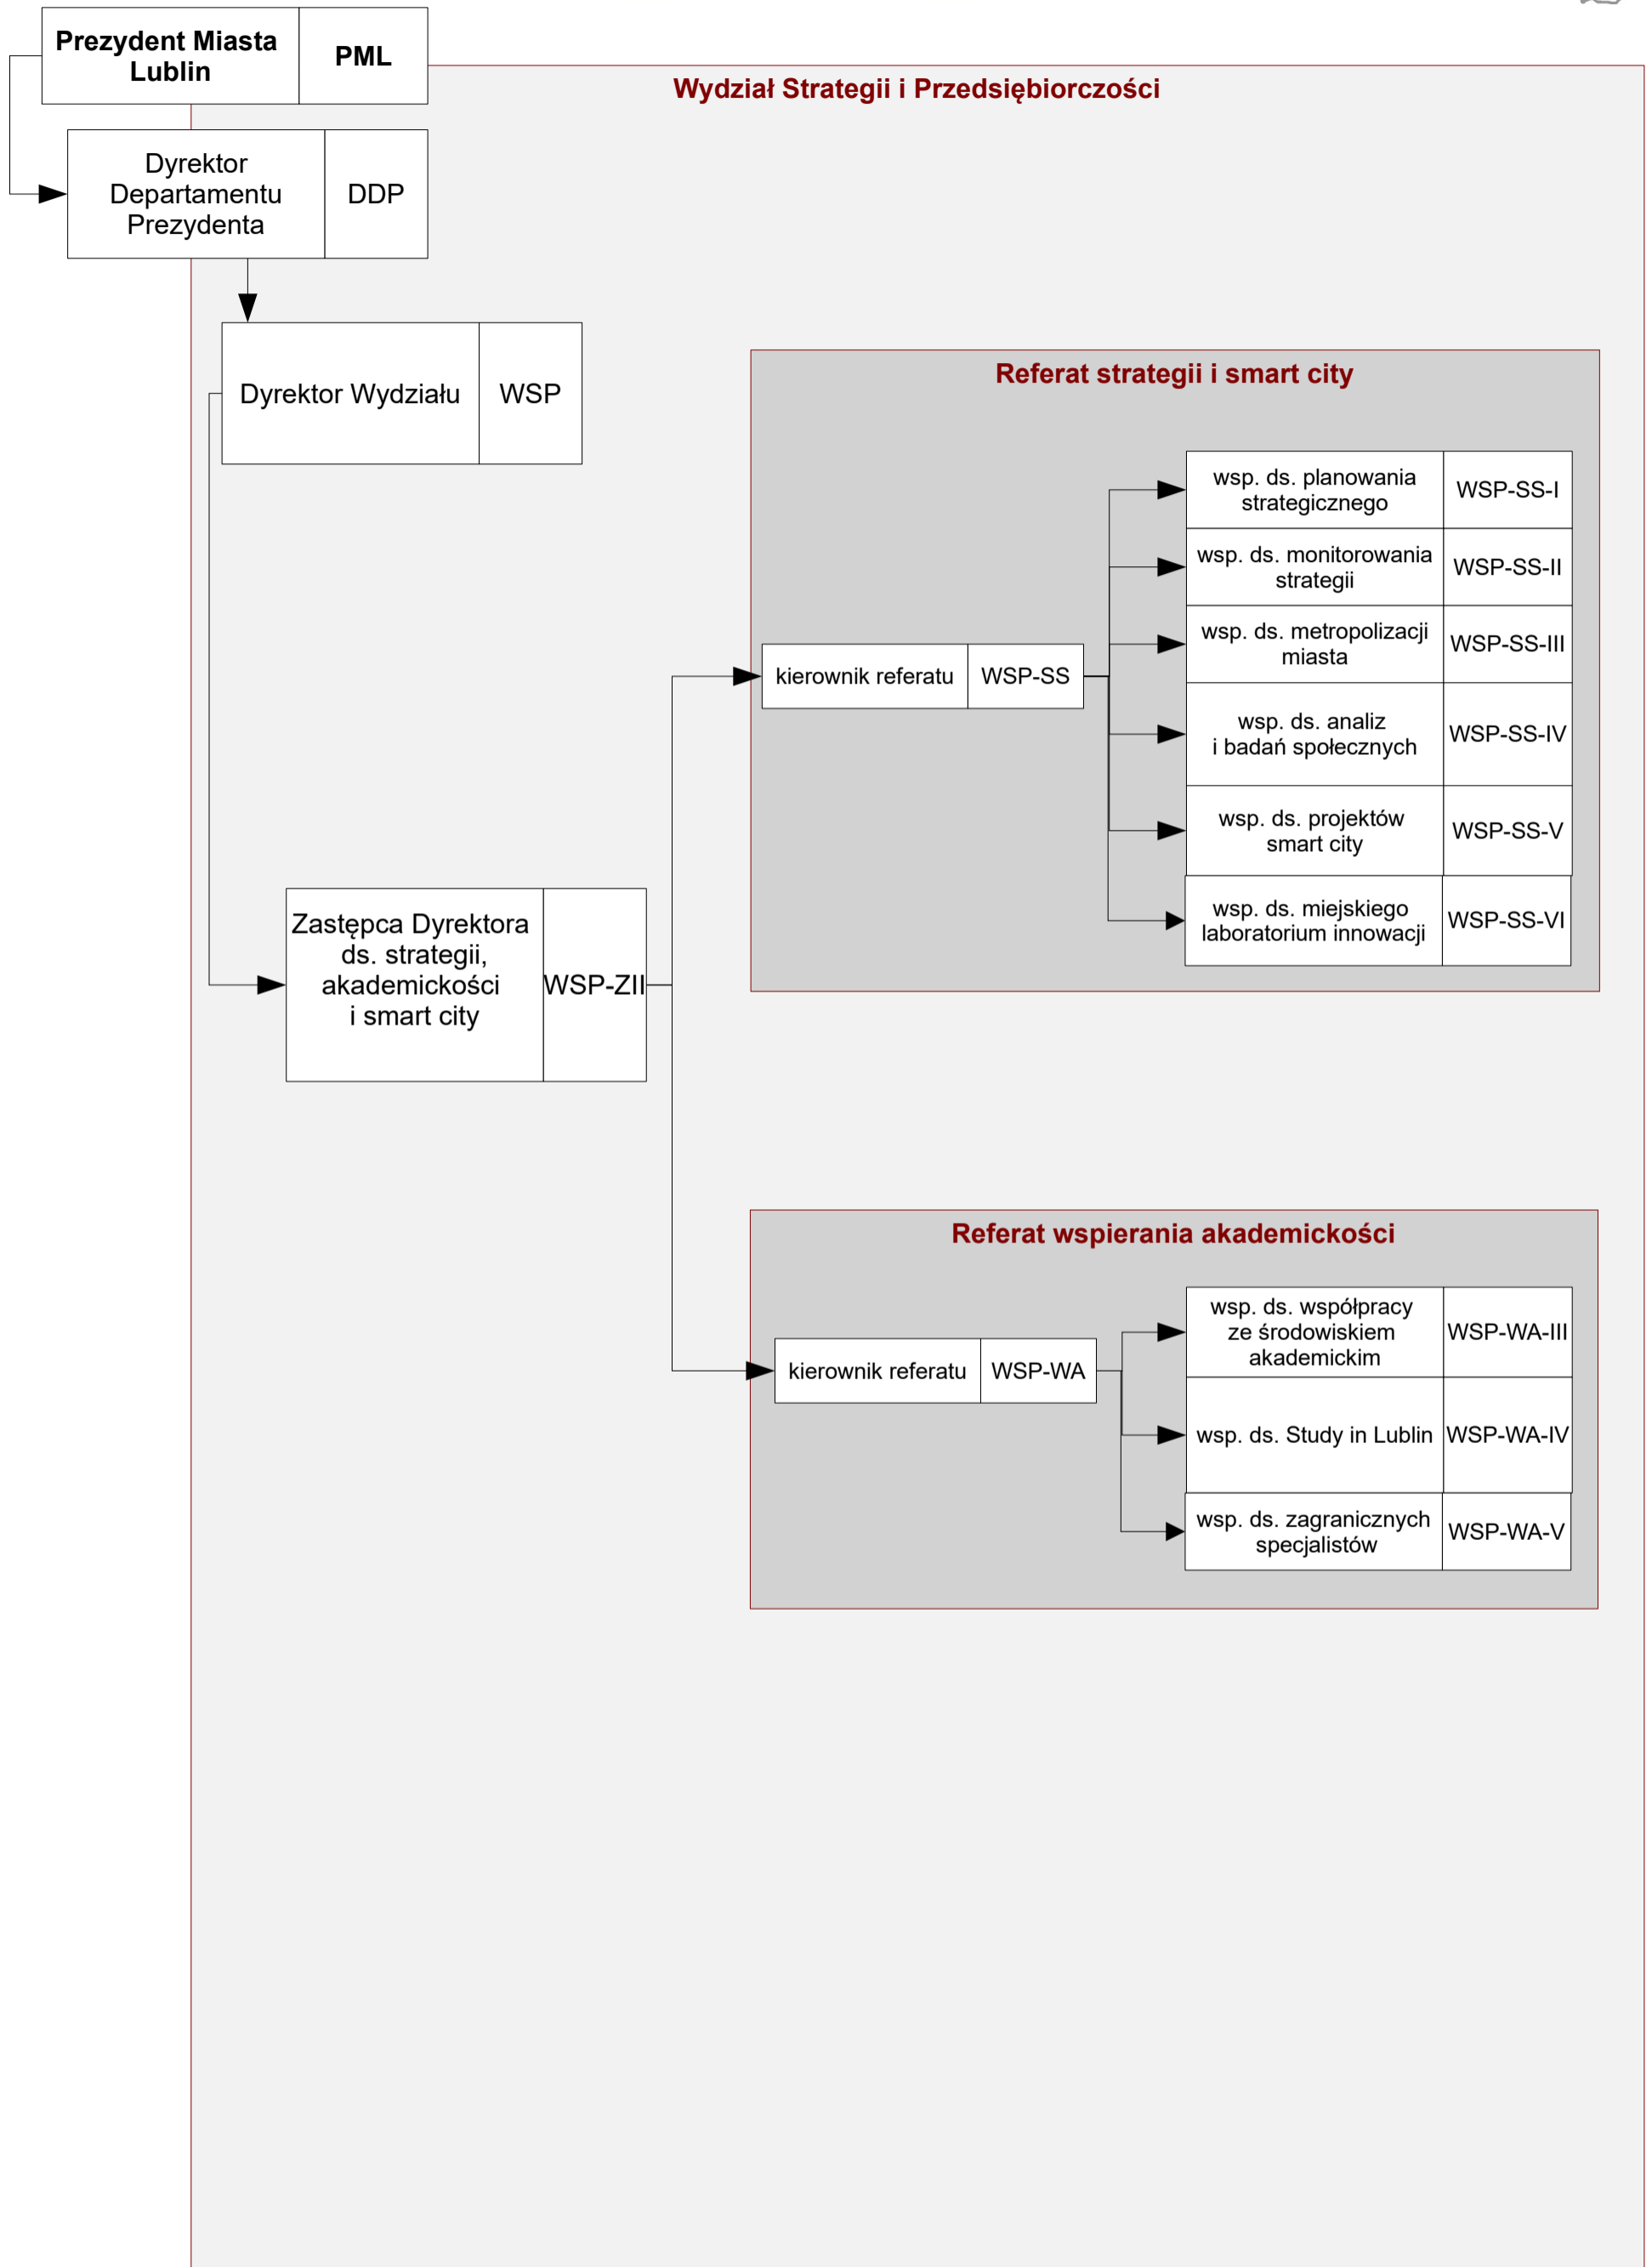 Prezydent Miasta
Lublin
PML
Wydział Strategii i Przedsiębiorczości
Dyrektor
Departamentu
Prezydenta
DDP
Dyrektor Wydziału
WSP
Referat strategii i smart city
wsp. ds. planowania
strategicznego
WSP-SS-I
wsp. ds. monitorowania
strategii
WSP-SS-II
wsp. ds. metropolizacji
miasta
WSP-SS-III
kierownik referatu
WSP-SS
wsp. ds. analiz
i badań społecznych
WSP-SS-IV
wsp. ds. projektów
smart city
WSP-SS-V
wsp. ds. miejskiego
laboratorium innowacji
WSP-SS-VI
Zastępca Dyrektora
ds. strategii,
akademickości
i smart city
WSP-ZII
Referat wspierania akademickości
wsp. ds. współpracy
ze środowiskiem
akademickim
WSP-WA-III
kierownik referatu
WSP-WA
wsp. ds. Study in Lublin
WSP-WA-IV
wsp. ds. zagranicznych
specjalistów
WSP-WA-V